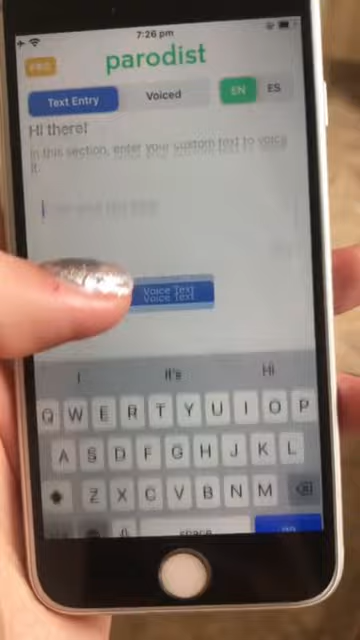 7:26 pm
PRO
parodist
Text Entry
Voiced
EN
ES
Hi there!
In this section, enter your custom text to voice
it.
Voice Text
I
It's
Hi
Q W E R T Y U I O P
A S D F G H J K L
Z X C V B N M
space
go